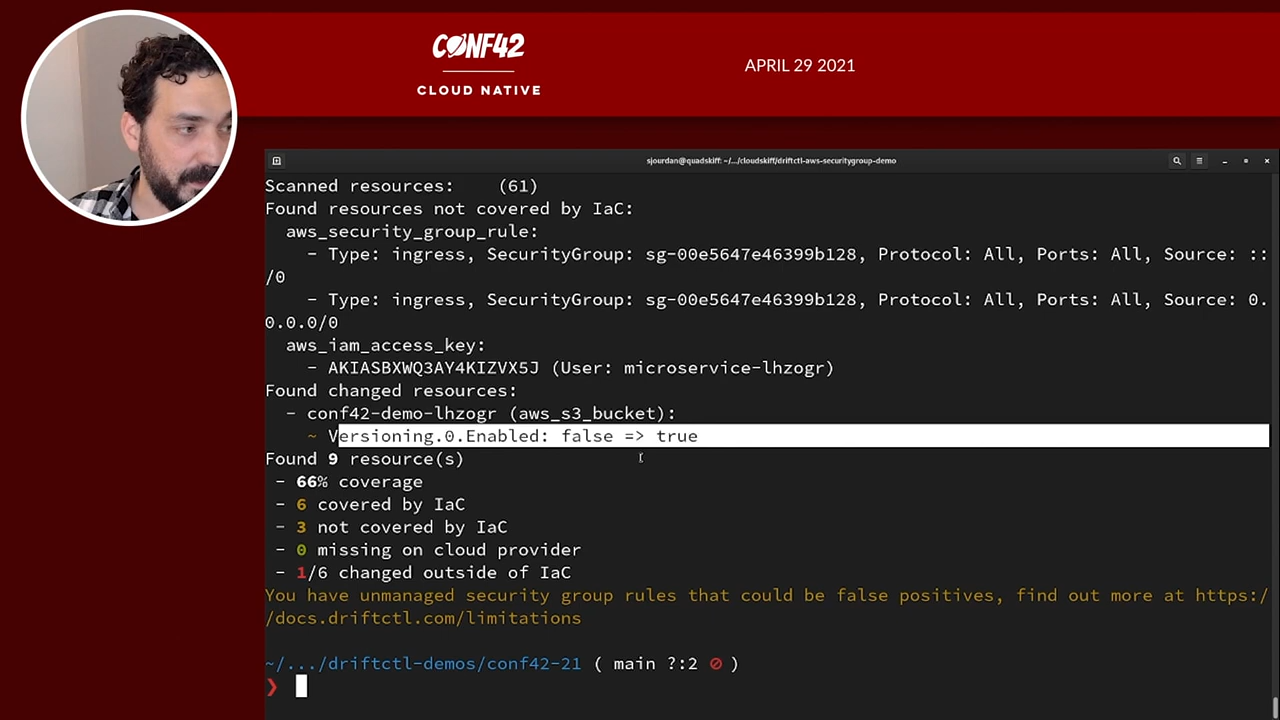 CONF42
CLOUD NATIVE
APRIL 29 2021
sjourdan@quadskiff: ~/.../cloudskiff/driftctl-aws-securitygroup-demo
Scanned resources: (61)
Found resources not covered by IaC:
aws_security_group_rule:
- Type: ingress, SecurityGroup: sg-00e5647e46399b128, Protocol: All, Ports: All, Source: ::
/0
- Type: ingress, SecurityGroup: sg-00e5647e46399b128, Protocol: All, Ports: All, Source: 0.
0.0.0/0
aws_iam_access_key:
- AKIASBXWQ3AY4KIZVX5J (User: microservice-lhzogr)
Found changed resources:
- conf42-demo-lhzogr (aws_s3_bucket):
~ Versioning.0.Enabled: false => true
Found 9 resource(s)
- 66% coverage
- 6 covered by IaC
- 3 not covered by IaC
- 0 missing on cloud provider
- 1/6 changed outside of IaC
You have unmanaged security group rules that could be false positives, find out more at https:/
/docs.driftctl.com/limitations
~/.../driftctl-demos/conf42-21 ( main ?:2 )
❯